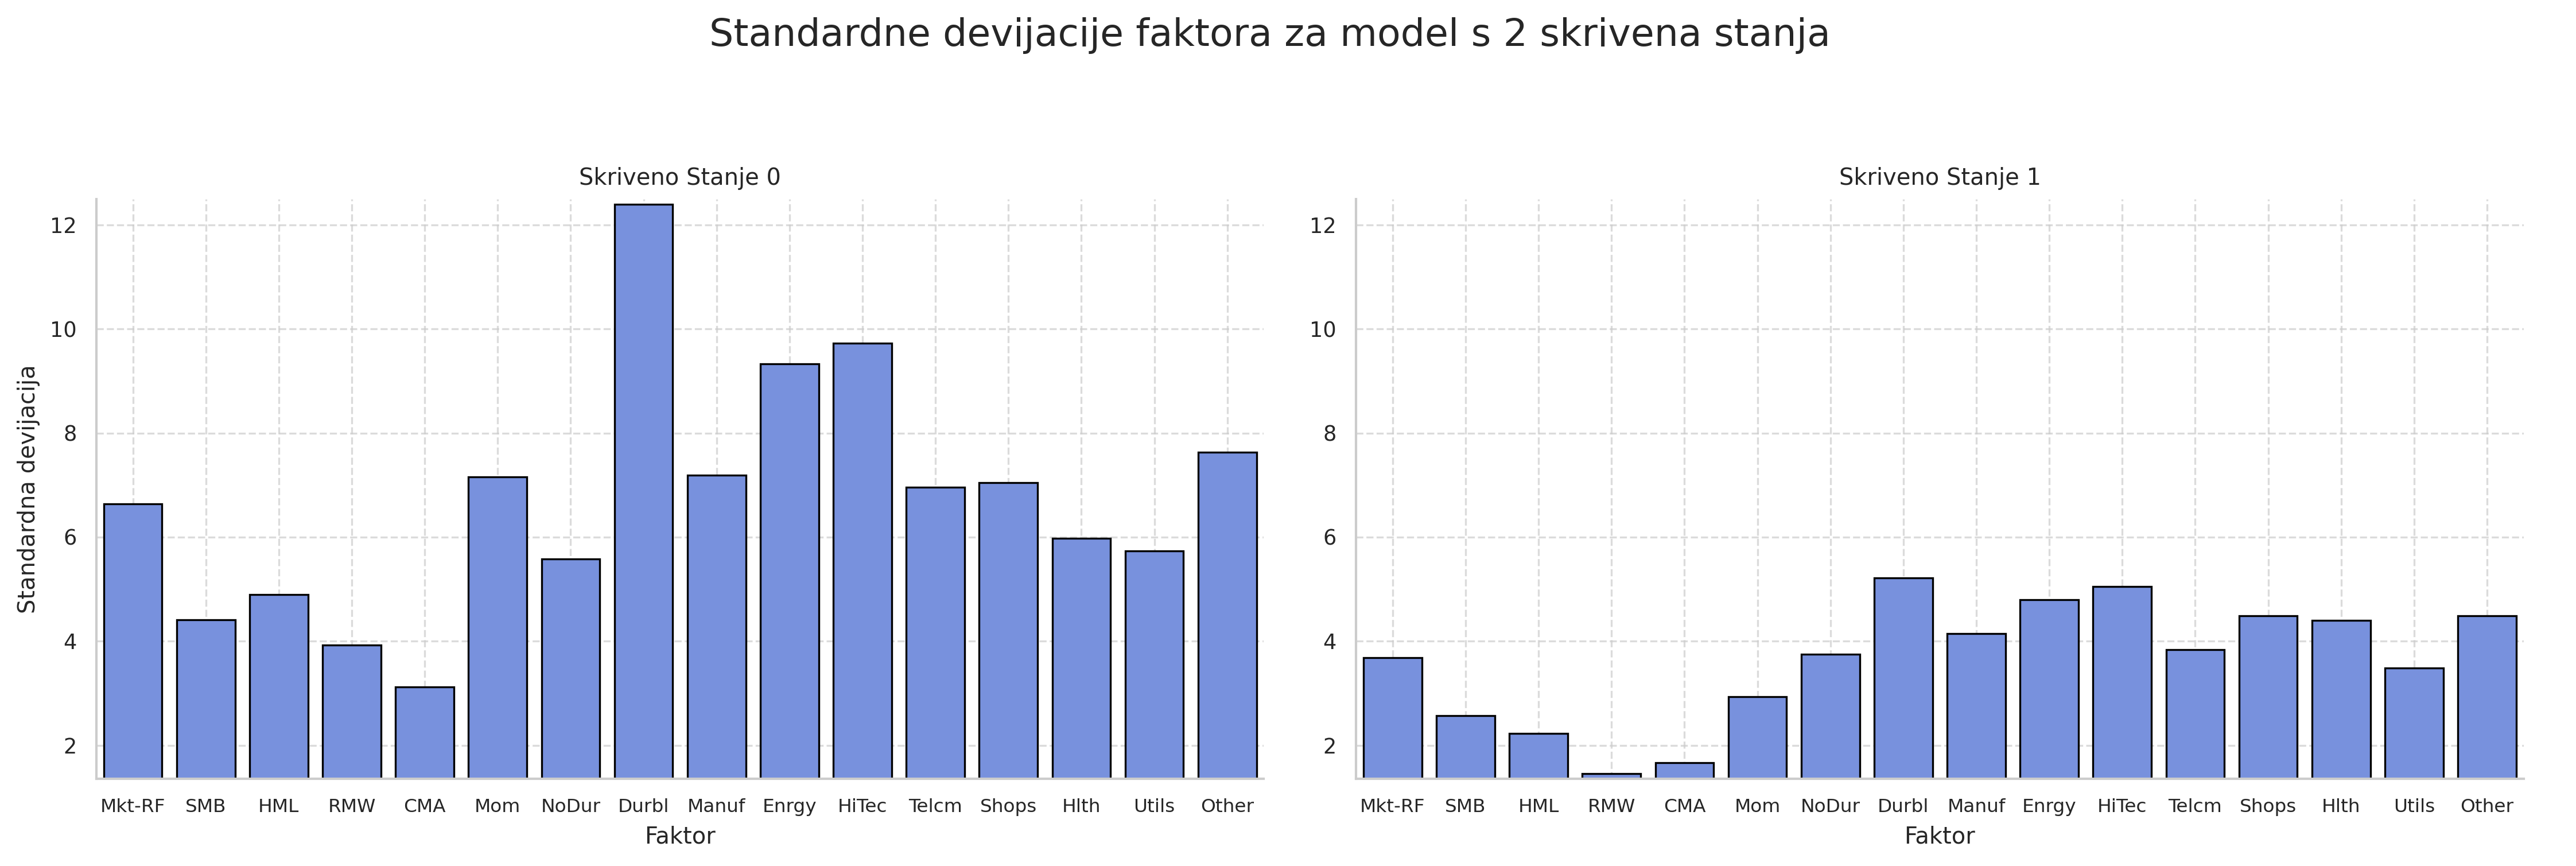 Standardne devijacije faktora za model s 2 skrivena stanja
Skriveno Stanje 0
Standardna devijacija
12
10
8
6
4
2
Mkt-RF SMB HML RMW CMA Mom NoDur Durbl Manuf Enrgy HiTec Telcm Shops Hlth Utils Other
Faktor
Skriveno Stanje 1
12
10
8
6
4
2
Mkt-RF SMB HML RMW CMA Mom NoDur Durbl Manuf Enrgy HiTec Telcm Shops Hlth Utils Other
Faktor